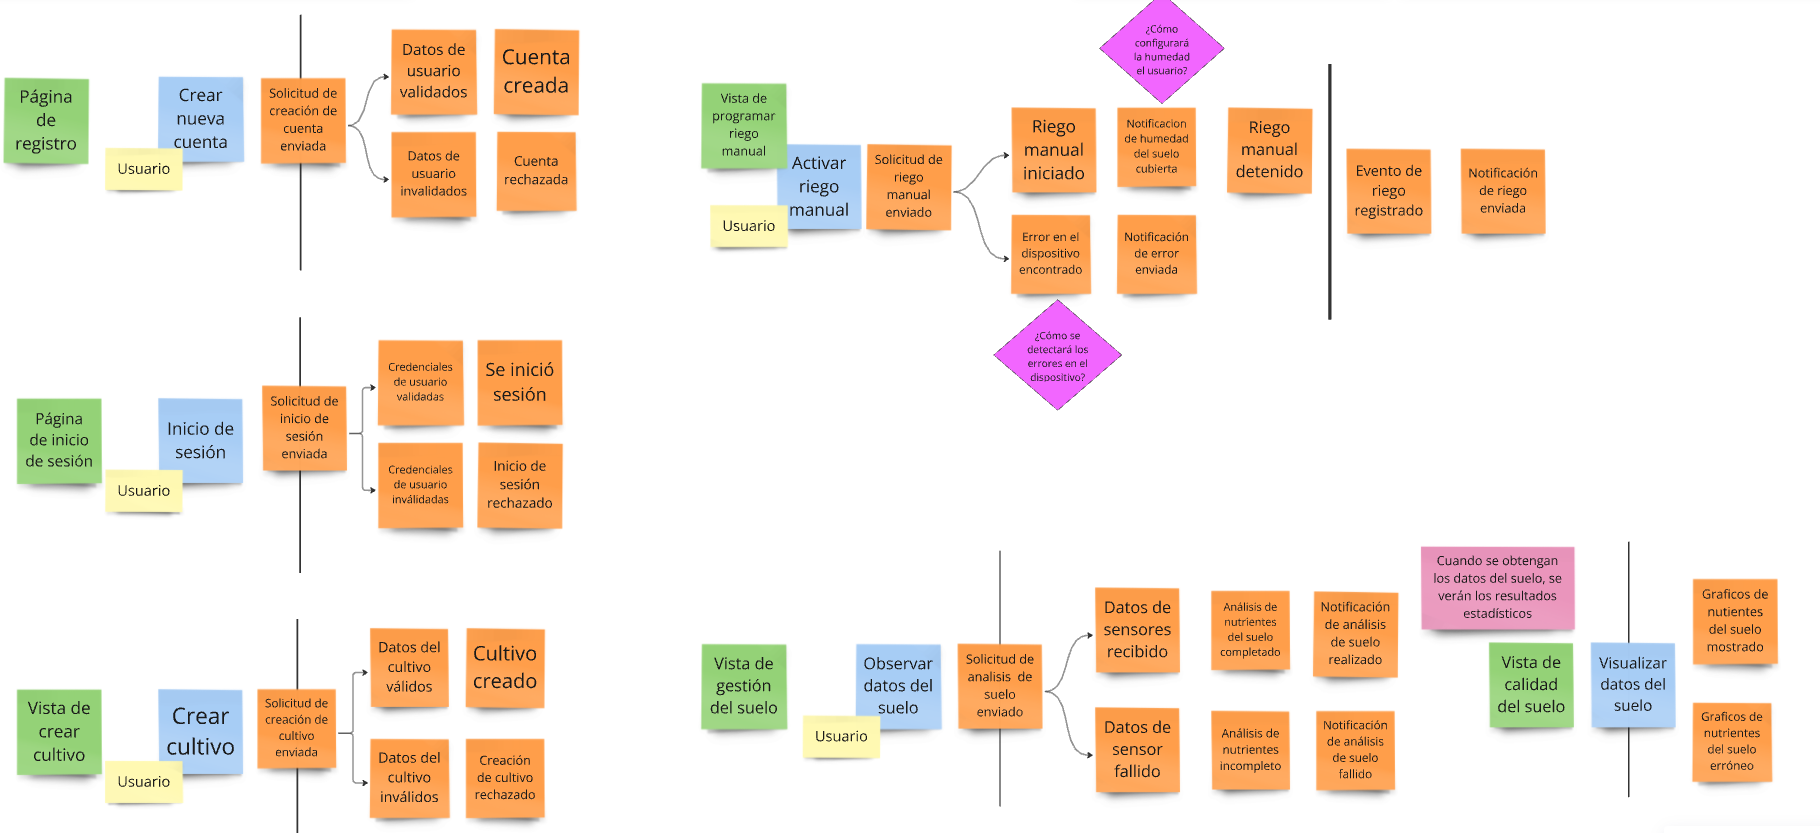 Página
de
registro
Usuario
Crear
nueva
cuenta
Solicitud de
creación de
cuenta
enviada
Datos de
usuario
validados
Cuenta
creada
Datos de
usuario
invalidados
Cuenta
rechazada
Página
de inicio
de sesión
Usuario
Inicio de
sesión
Solicitud de
inicio de
sesión
enviada
Credenciales
de usuario
validadas
Se inició
sesión
Credenciales
de usuario
inválidadas
Inicio de
sesión
rechazado
Vista de
crear
cultivo
Usuario
Crear
cultivo
Solicitud de
creación de
cultivo
enviada
Datos del
cultivo
válidos
Cultivo
creado
Datos del
cultivo
inválidos
Creación
de cultivo
rechazado
Vista de
programar
riego
manual
Usuario
Activar
riego
manual
Solicitud de
riego
manual
enviado
¿Cómo
configurará
la humedad
el usuario?
Riego
manual
iniciado
Notificacion
de humedad
del suelo
cubierta
Riego
manual
detenido
Error en el
dispositivo
encontrado
Notificación
de error
enviada
¿Cómo se
detectará los
errores en el
dispositivo?
Evento de
riego
registrado
Notificación
de riego
enviada
Vista de
gestión
del suelo
Usuario
Observar
datos del
suelo
Solicitud de
analisis de
suelo
enviado
Datos de
sensores
recibido
Análisis de
nutrientes
del suelo
completado
Notificación
de análisis
de suelo
realizado
Datos de
sensor
fallido
Análisis de
nutrientes
incompleto
Notificación
de análisis
de suelo
fallido
Cuando se obtengan
los datos del suelo, se
verán los resultados
estadísticos
Vista de
calidad
del suelo
Visualizar
datos del
suelo
Graficos de
nutientes
del suelo
mostrado
Graficos de
nutrientes
del suelo
erróneo